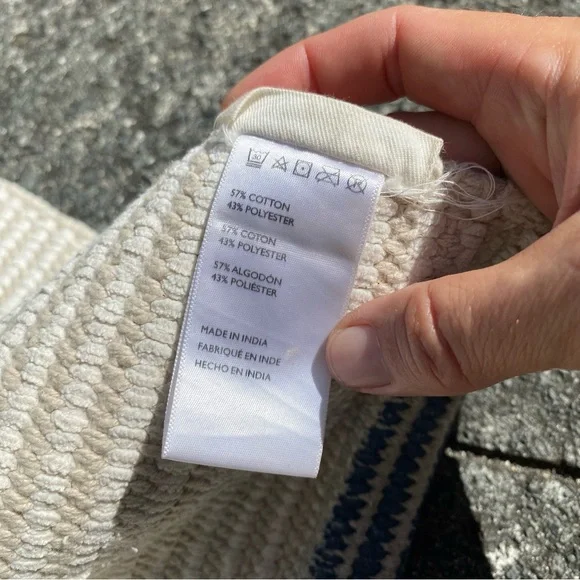 30
57% COTTON
43% POLYESTER
57% COTON
43% POLYESTER
57% ALGODÓN
43% POLIÉSTER
MADE IN INDIA
FABRIQUÉ EN INDE
HECHO EN INDIA